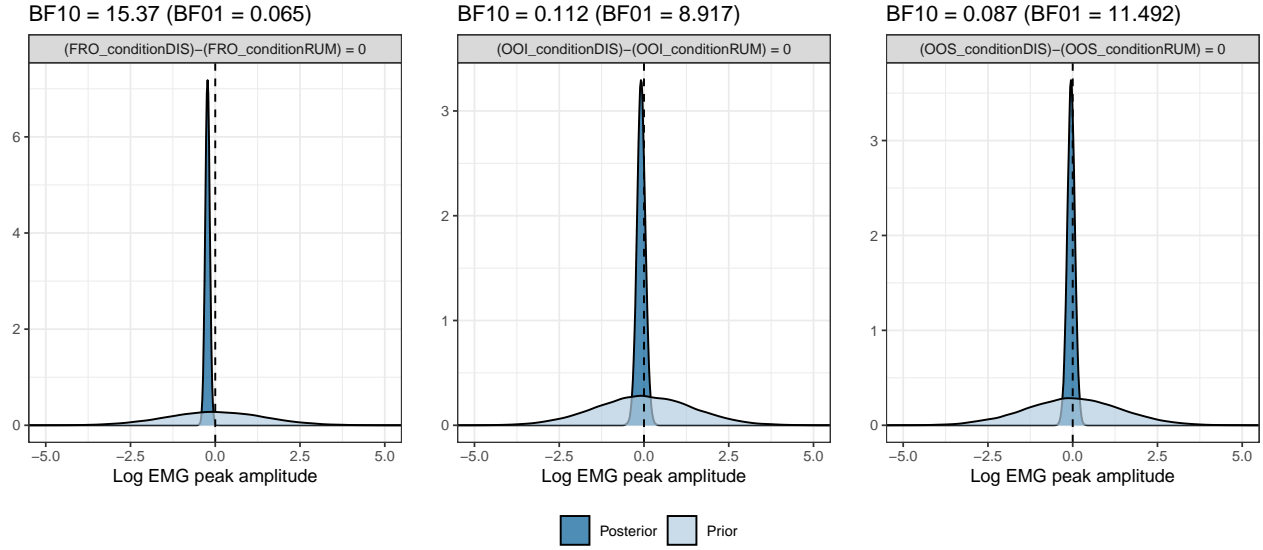 BF10 = 15.37 (BF01 = 0.065)
(FRO_conditionDIS)−(FRO_conditionRUM) = 0
6
4
2
0
−5.0 −2.5 0.0 2.5 5.0
Log EMG peak amplitude
BF10 = 0.112 (BF01 = 8.917)
(OOI_conditionDIS)−(OOI_conditionRUM) = 0
3
2
1
0
−5.0 −2.5 0.0 2.5 5.0
Log EMG peak amplitude
BF10 = 0.087 (BF01 = 11.492)
(OOS_conditionDIS)−(OOS_conditionRUM) = 0
3
2
1
0
−5.0 −2.5 0.0 2.5 5.0
Log EMG peak amplitude
Posterior Prior